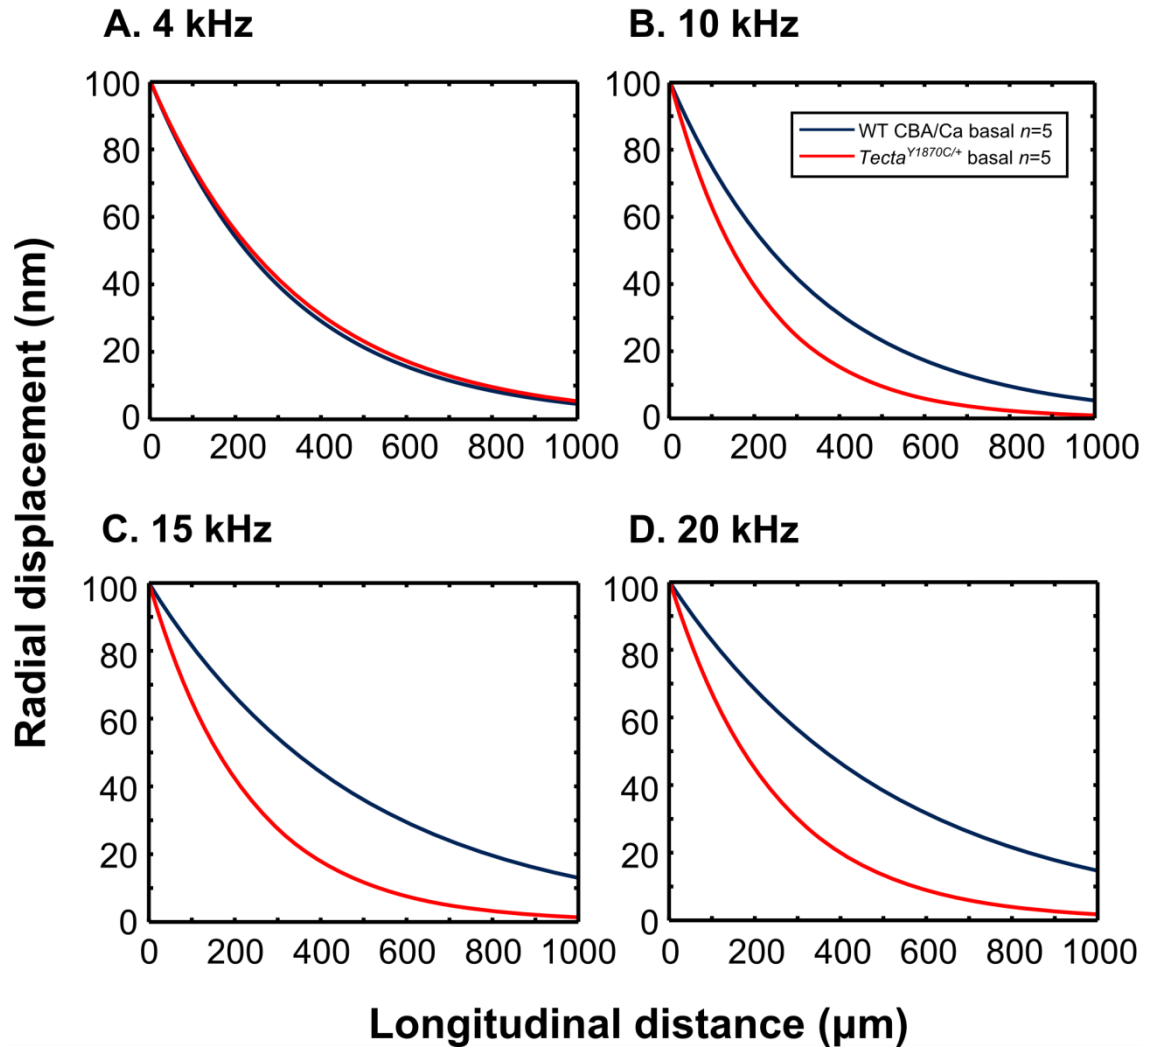 A. 4 kHz
B. 10 kHz
100
80
60
40
20
0
0 200 400 600 800 1000
100
80
60
40
20
0
0 200 400 600 800 1000
WT CBA/Ca basal n=5
Tecta^Y1870C/+ basal n=5
C. 15 kHz
D. 20 kHz
100
80
60
40
20
0
0 200 400 600 800 1000
100
80
60
40
20
0
0 200 400 600 800 1000
Radial displacement (nm)
Longitudinal distance (µm)